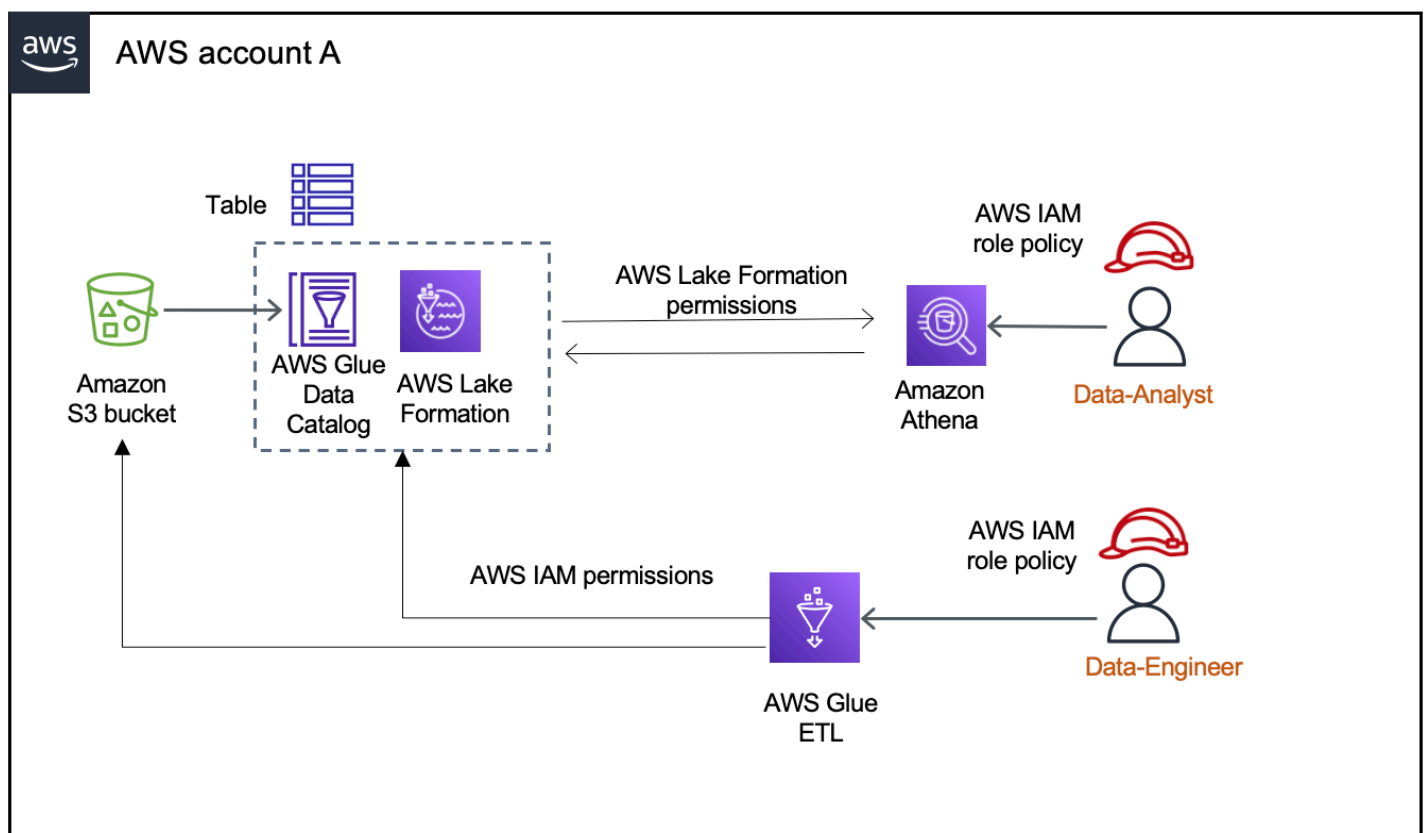 aws
AWS account A
Table
AWS IAM
role policy
AWS Lake Formation
permissions
Amazon
S3 bucket
AWS Glue
Data
Catalog
AWS Lake
Formation
Amazon
Athena
Data-Analyst
AWS IAM
role policy
AWS IAM permissions
Data-Engineer
AWS Glue
ETL